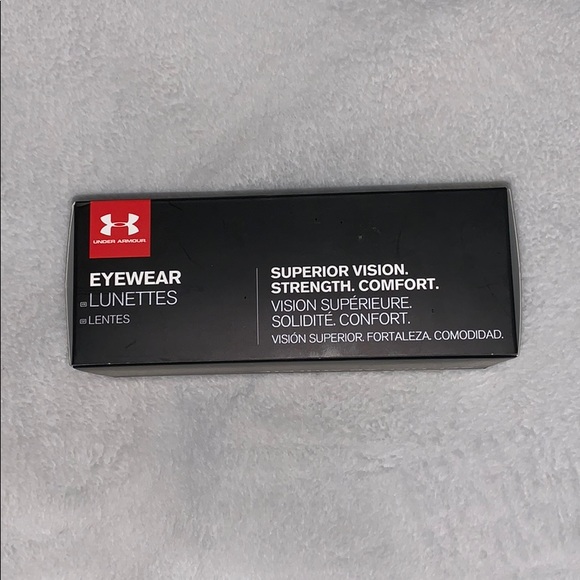 UNDER ARMOUR
EYEWEAR
LUNETTES
LENTES
SUPERIOR VISION.
STRENGTH. COMFORT.
VISION SUPÉRIEURE.
SOLIDITÉ. CONFORT.
VISIÓN SUPERIOR. FORTALEZA. COMODIDAD.